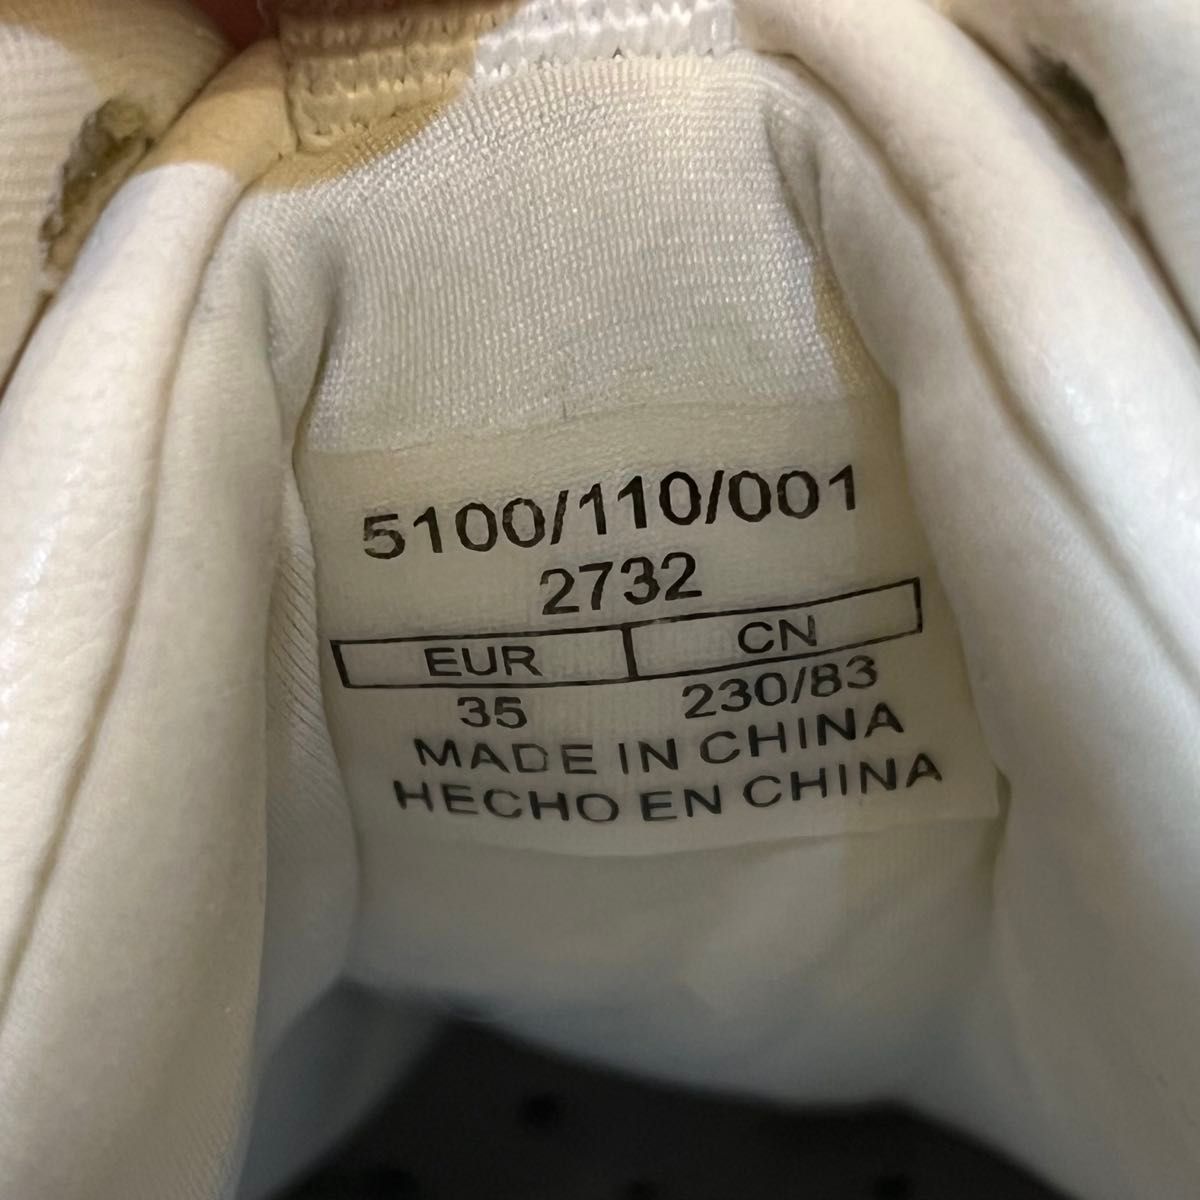 5100/110/001
2732
EUR CN
35 230/83
MADE IN CHINA
HECHO EN CHINA